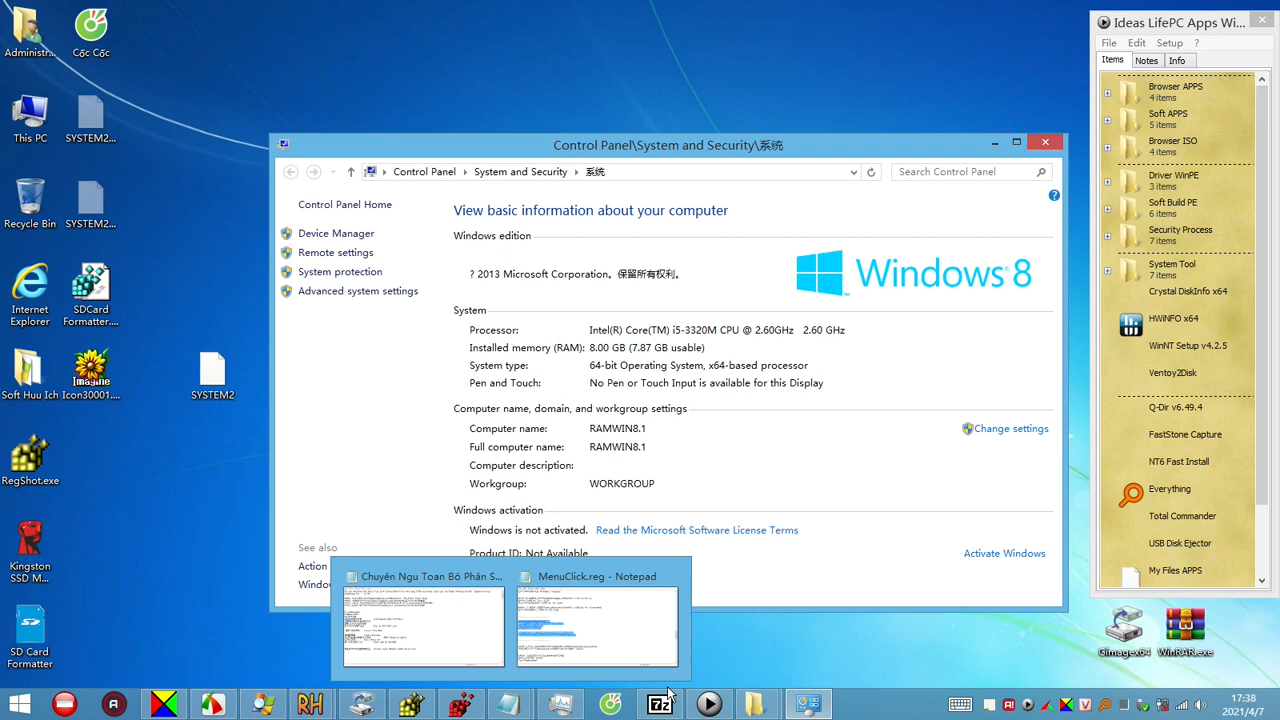 Administr...
Cốc Cốc
This PC
SYSTEM2...
Recycle Bin
SYSTEM2...
Internet
Explorer
SDCard
Formatter....
Soft Huu Ich
Imagine
Icon30001....
SYSTEM2
RegShot.exe
Kingston
SSD M...
SD Card
Formatter
Control Panel\System and Security\系统
Control Panel
System and Security
系统
Search Control Panel
Control Panel Home
Device Manager
Remote settings
System protection
Advanced system settings
See also
Action
Windo
View basic information about your computer
Windows edition
? 2013 Microsoft Corporation。保留所有权利。
Windows 8
System
Processor: Intel(R) Core(TM) i5-3320M CPU @ 2.60GHz 2.60 GHz
Installed memory (RAM): 8.00 GB (7.87 GB usable)
System type: 64-bit Operating System, x64-based processor
Pen and Touch: No Pen or Touch Input is available for this Display
Computer name, domain, and workgroup settings
Computer name: RAMWIN8.1
Change settings
Full computer name: RAMWIN8.1
Computer description:
Workgroup: WORKGROUP
Windows activation
Windows is not activated. Read the Microsoft Software License Terms
Product ID: Not Available
Activate Windows
Chuyên Ngu Toan Bô Phân S...
MenuClick.reg - Notepad
Ideas LifePC Apps Wi...
File Edit Setup ?
Items Notes Info
Browser APPS
4 items
Soft APPS
5 items
Browser ISO
4 items
Driver WinPE
3 items
Soft Build PE
6 items
Security Process
7 items
System Tool
7 items
Crystal DiskInfo x64
HWiNFO x64
WinNT Setup v4.2.5
Ventoy2Disk
Q-Dir v6.49.4
FastStone Capture
NT6 Fast Install
Everything
Total Commander
USB Disk Ejector
My Files APPS
Gimagex64
WinRAR.exe
RH
7z
17:38
2021/4/7